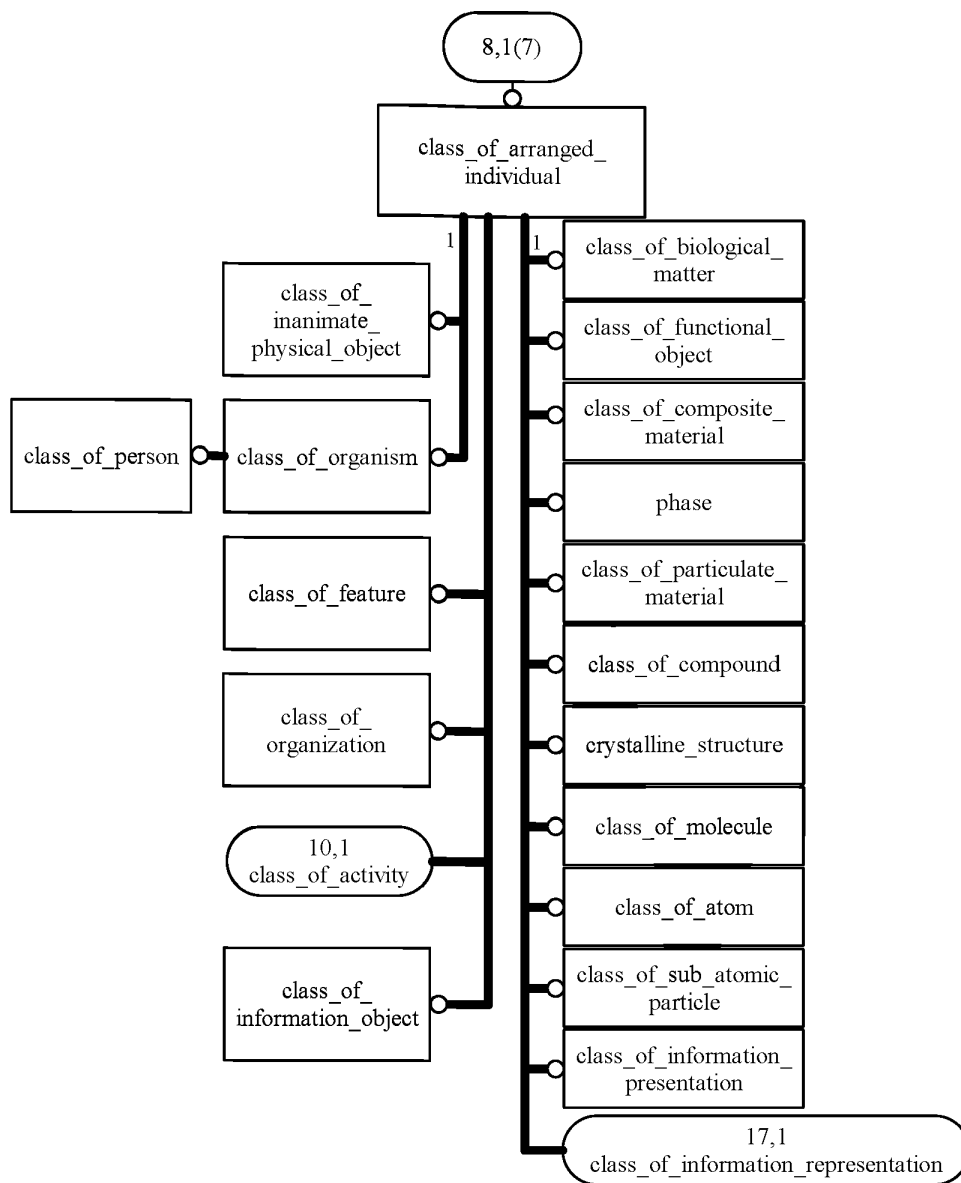 8,1(7)
class_of_arranged_
individual
1
1
class_of_biological_
matter
class_of_
inanimate_
physical_object
class_of_functional_
object
class_of_composite_
material
class_of_person
class_of_organism
phase
class_of_feature
class_of_particulate_
material
class_of_compound
class_of_
organization
crystalline_structure
class_of_molecule
10,1
class_of_activity
class_of_atom
class_of_
information_object
class_of_sub_atomic_
particle
class_of_information_
presentation
17,1
class_of_information_representation